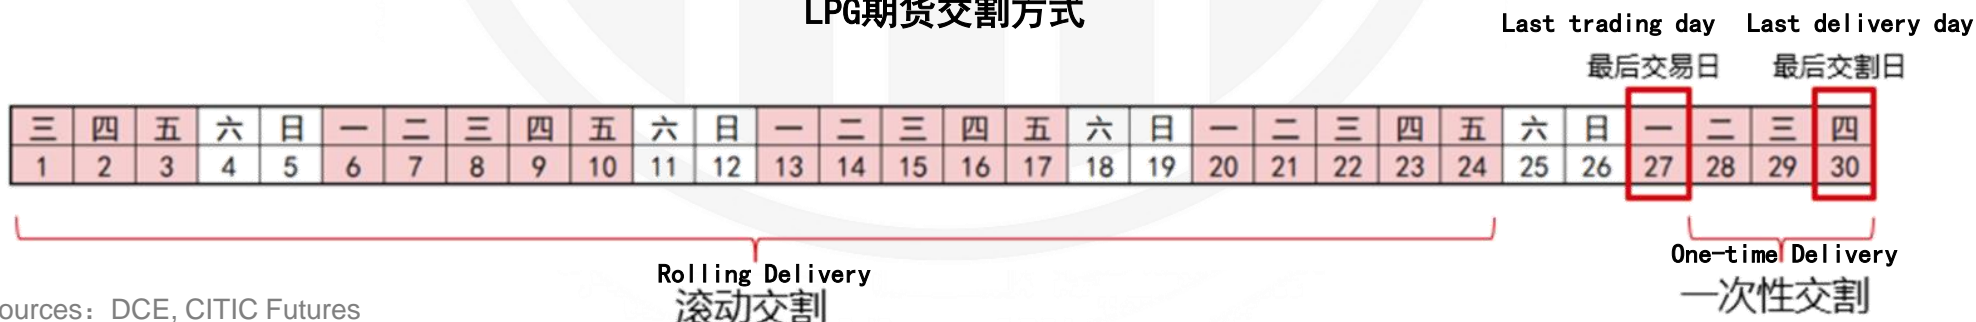 LPG期货交割方式
Last trading day Last delivery day
最后交易日 最后交割日
三 四 五 六 日 一 二 三 四 五 六 日 一 二 三 四 五 六 日 一 二 三 四 五 六 日 一 二 三 四
1 2 3 4 5 6 7 8 9 10 11 12 13 14 15 16 17 18 19 20 21 22 23 24 25 26 27 28 29 30
Rolling Delivery
滚动交割
One-time Delivery
一次性交割
ources：DCE, CITIC Futures